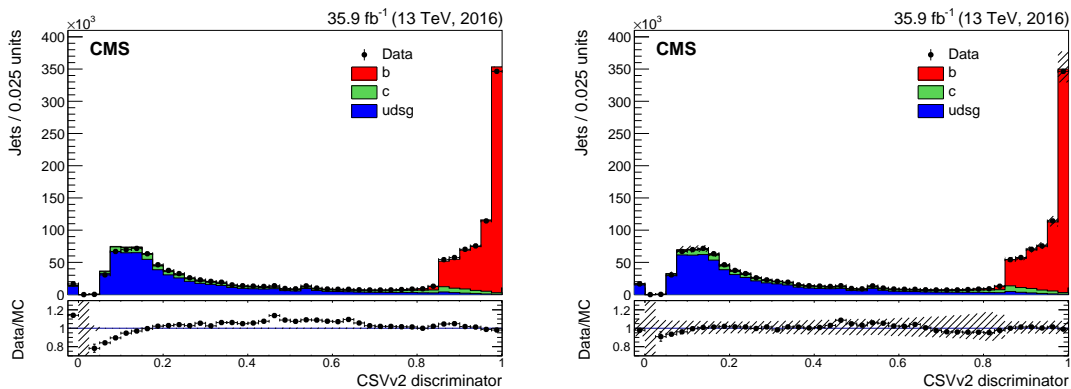 35.9 fb⁻¹ (13 TeV, 2016)
×10³
Jets / 0.025 units
400
350
300
250
200
150
100
50
0
CMS
Data
b
c
udsg
Data/MC
1.2
1
0.8
0 0.2 0.4 0.6 0.8 1
CSVv2 discriminator
35.9 fb⁻¹ (13 TeV, 2016)
×10³
Jets / 0.025 units
400
350
300
250
200
150
100
50
0
CMS
Data
b
c
udsg
Data/MC
1.2
1
0.8
0 0.2 0.4 0.6 0.8 1
CSVv2 discriminator